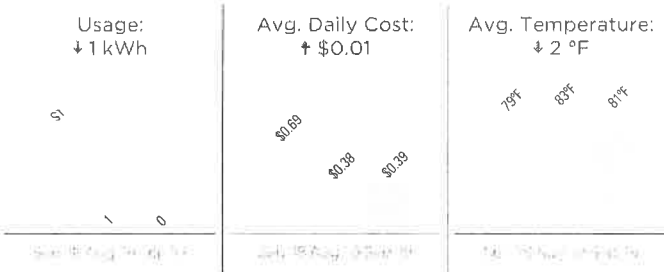 Usage:
↓ 1 kWh
15
1
0
Avg. Daily Cost:
↑ $0.01
$0.69
$0.38
$0.39
Avg. Temperature:
↓ 2 °F
79°F
83°F
81°F